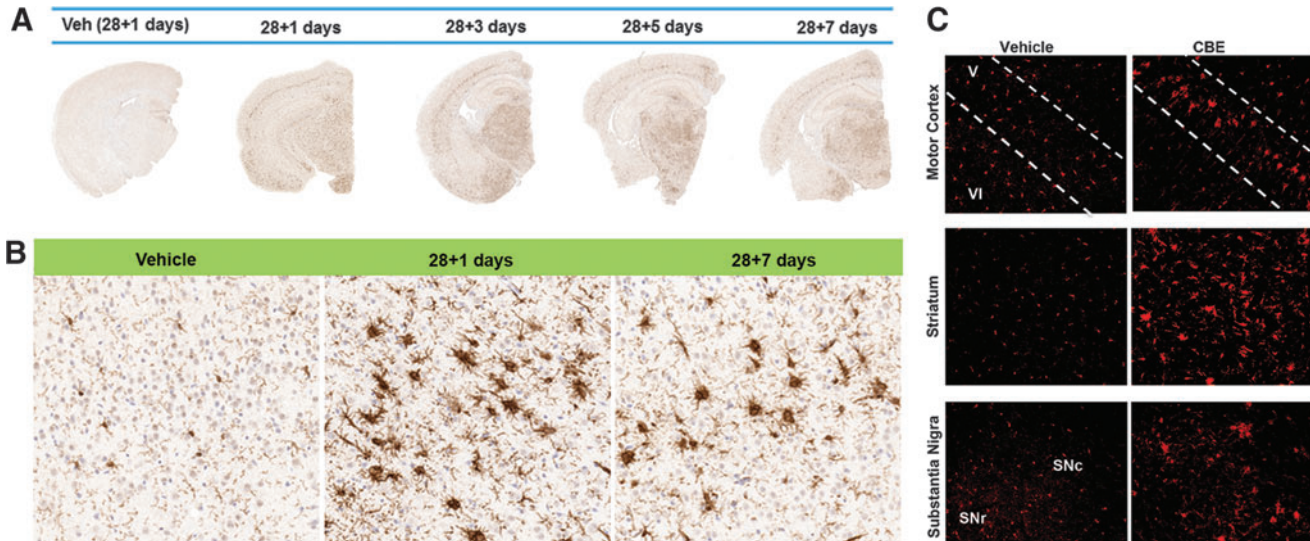 A
Veh (28+1 days) 28+1 days 28+3 days 28+5 days 28+7 days
B
Vehicle 28+1 days 28+7 days
C
Vehicle CBE
Motor Cortex
V
VI
Striatum
Substantia Nigra
SNc
SNr